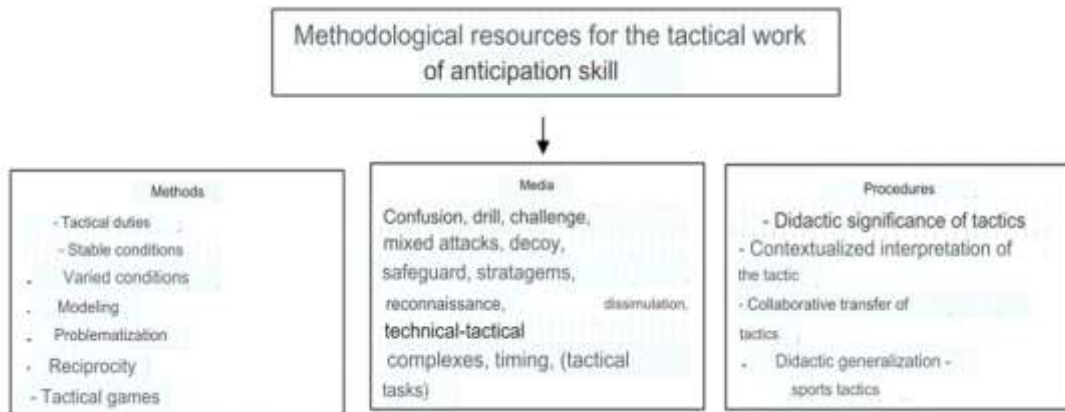 Methodological resources for the tactical work
of anticipation skill
Methods
- Tactical duties
- Stable conditions
. Varied conditions
. Modeling
. Problematization
- Reciprocity
- Tactical games
Media
Confusion, drill, challenge,
mixed attacks, decoy,
safeguard, stratagems,
reconnaissance, dissimulation,
technical-tactical
complexes, timing, (tactical
tasks)
Procedures
- Didactic significance of tactics
- Contextualized interpretation of
the tactic
- Collaborative transfer of
tactics
. Didactic generalization -
sports tactics